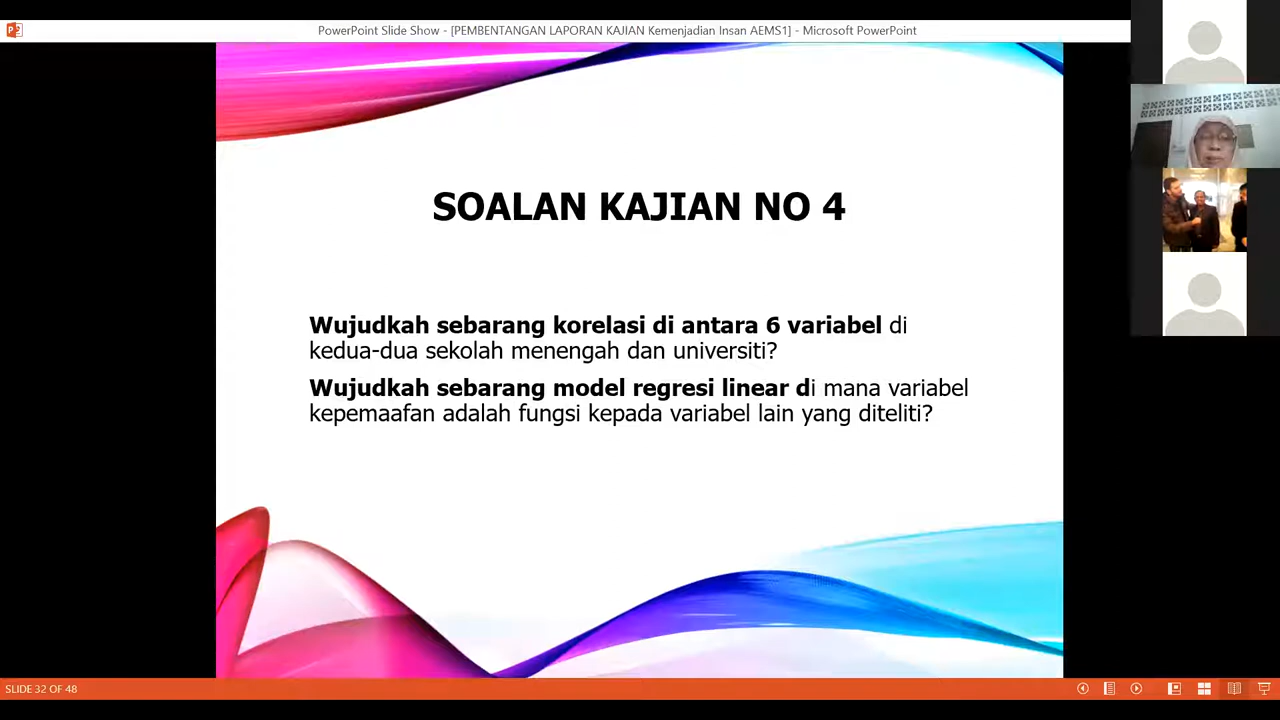 PowerPoint Slide Show - [PEMBENTANGAN LAPORAN KAJIAN Kemenjadian Insan AEMS1] - Microsoft PowerPoint
SOALAN KAJIAN NO 4
Wujudkah sebarang korelasi di antara 6 variabel di
kedua-dua sekolah menengah dan universiti?
Wujudkah sebarang model regresi linear di mana variabel
kepemaafan adalah fungsi kepada variabel lain yang diteliti?
SLIDE 32 OF 48